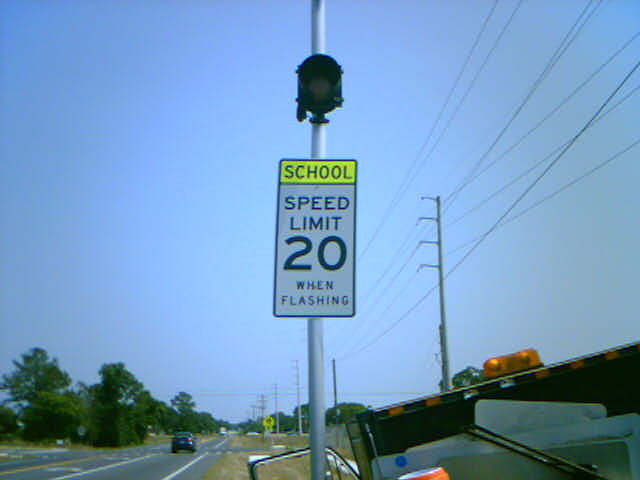 SCHOOL
SPEED
LIMIT
20
WHEN
FLASHING